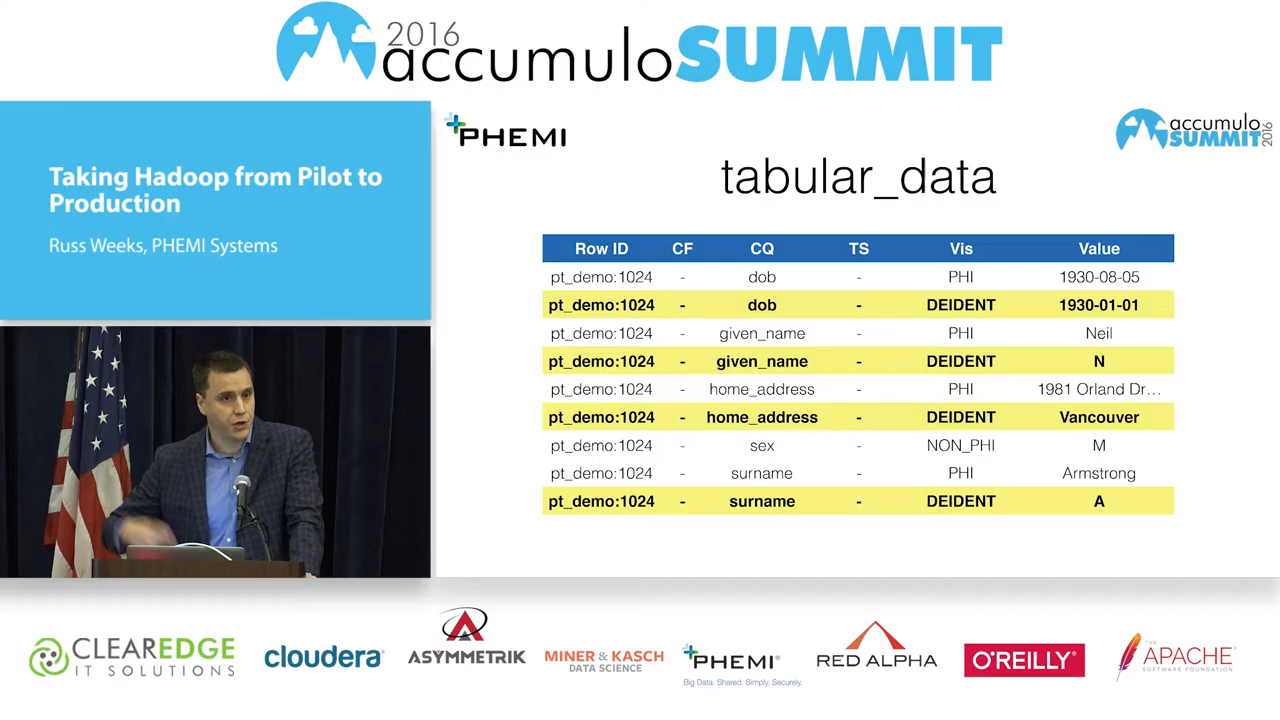 2016
accumuloSUMMIT
Taking Hadoop from Pilot to
Production
Russ Weeks, PHEMI Systems
PHEMI
accumulo
SUMMIT
2016
tabular_data
Row ID CF CQ TS Vis Value
pt_demo:1024 - dob - PHI 1930-08-05
pt_demo:1024 - dob - DEIDENT 1930-01-01
pt_demo:1024 - given_name - PHI Neil
pt_demo:1024 - given_name - DEIDENT N
pt_demo:1024 - home_address - PHI 1981 Orland Dr…
pt_demo:1024 - home_address - DEIDENT Vancouver
pt_demo:1024 - sex - NON_PHI M
pt_demo:1024 - surname - PHI Armstrong
pt_demo:1024 - surname - DEIDENT A
CLEAREDGE
IT SOLUTIONS
cloudera
ASYMMETRIK
MINER & KASCH
DATA SCIENCE
PHEMI®
Big Data. Shared. Simply. Securely.
RED ALPHA
O'REILLY®
THE
APACHE
SOFTWARE FOUNDATION